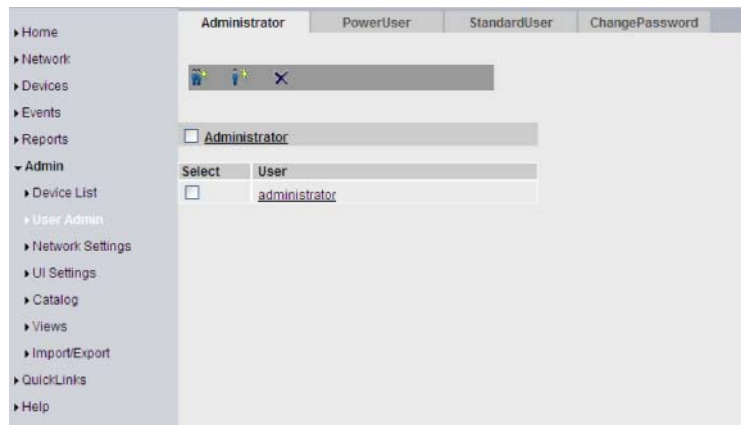 Home
Network
Devices
Events
Reports
Admin
Device List
User Admin
Network Settings
UI Settings
Catalog
Views
Import/Export
QuickLinks
Help
Administrator PowerUser StandardUser ChangePassword
Administrator
Select User
administrator